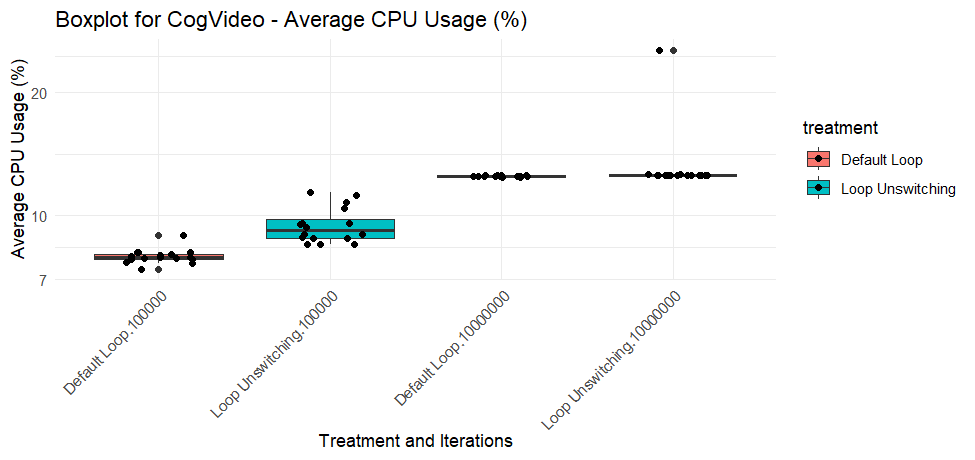 Boxplot for CogVideo - Average CPU Usage (%)
Average CPU Usage (%)
20
10
7
Default Loop.100000
Loop Unswitching.100000
Default Loop.10000000
Loop Unswitching.10000000
Treatment and Iterations
treatment
Default Loop
Loop Unswitching